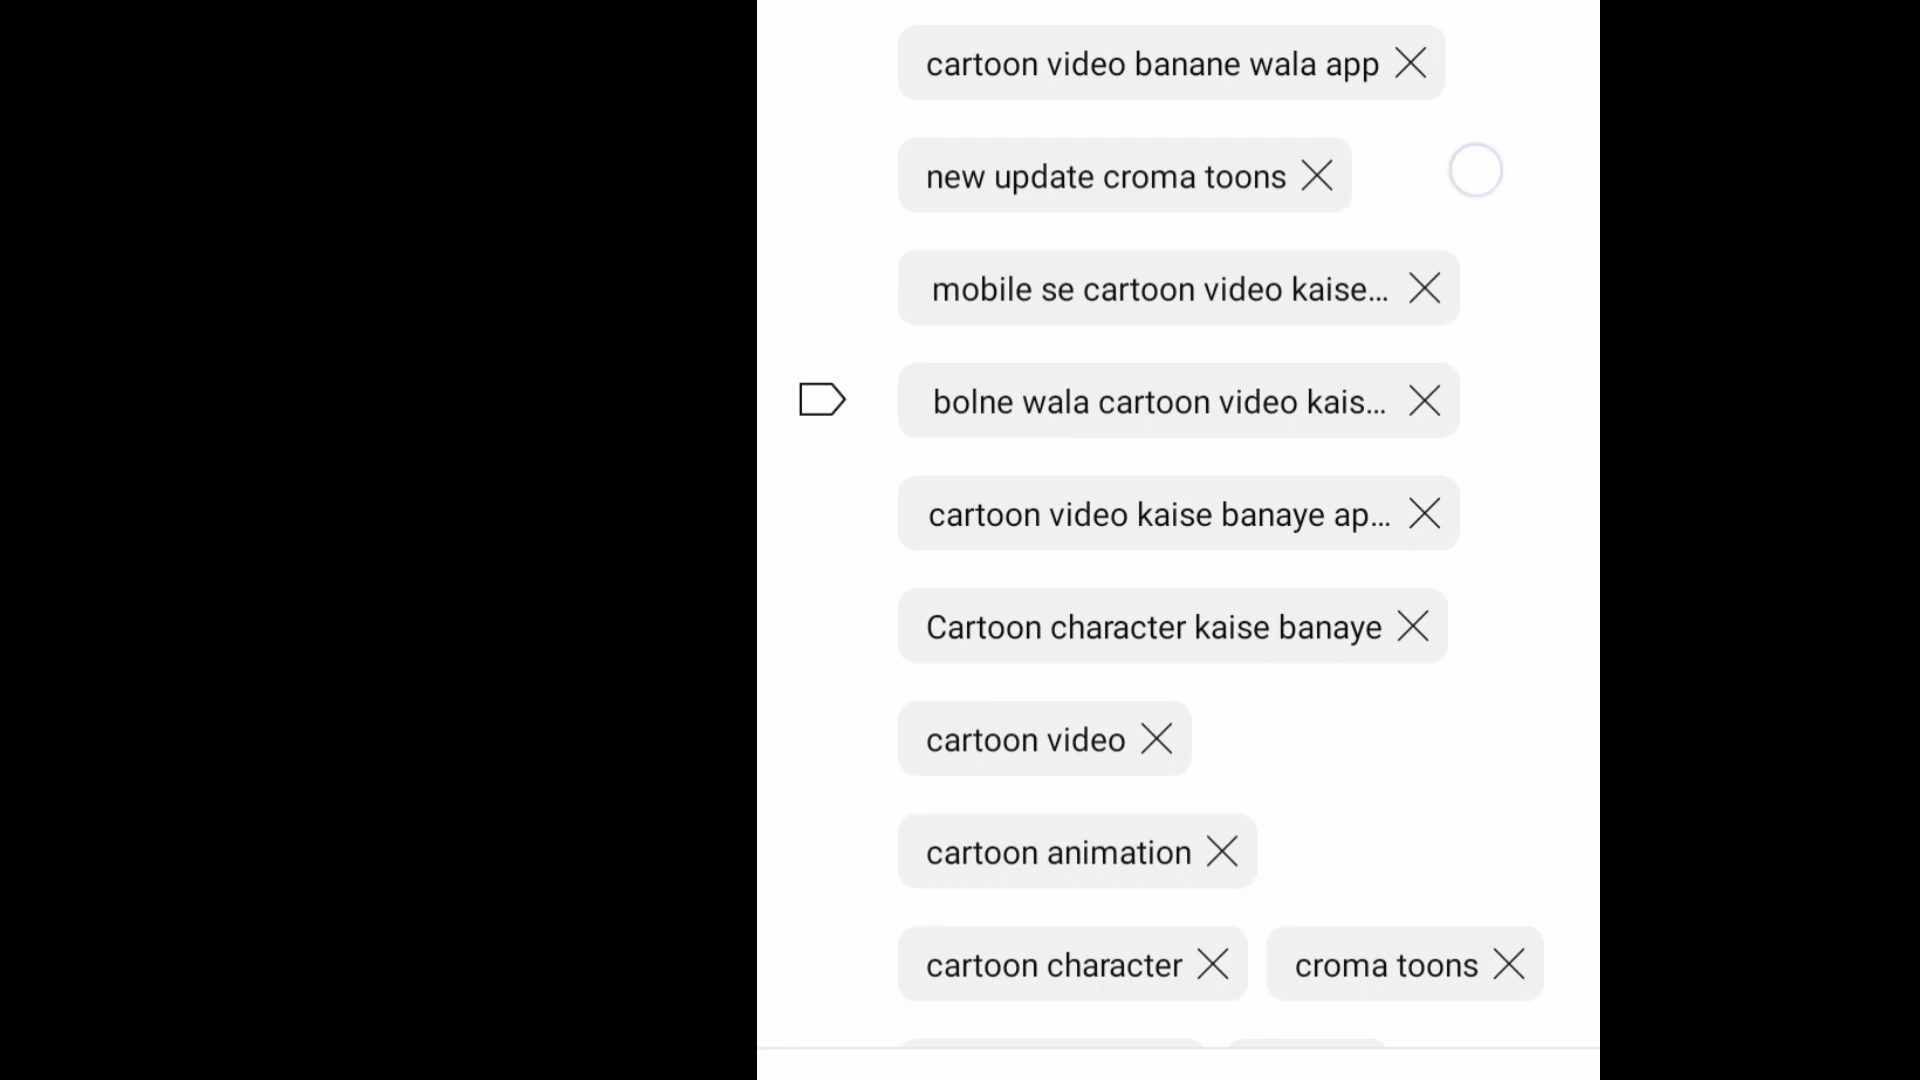 cartoon video banane wala app
new update croma toons
mobile se cartoon video kaise...
bolne wala cartoon video kais...
cartoon video kaise banaye ap...
Cartoon character kaise banaye
cartoon video
cartoon animation
cartoon character croma toons